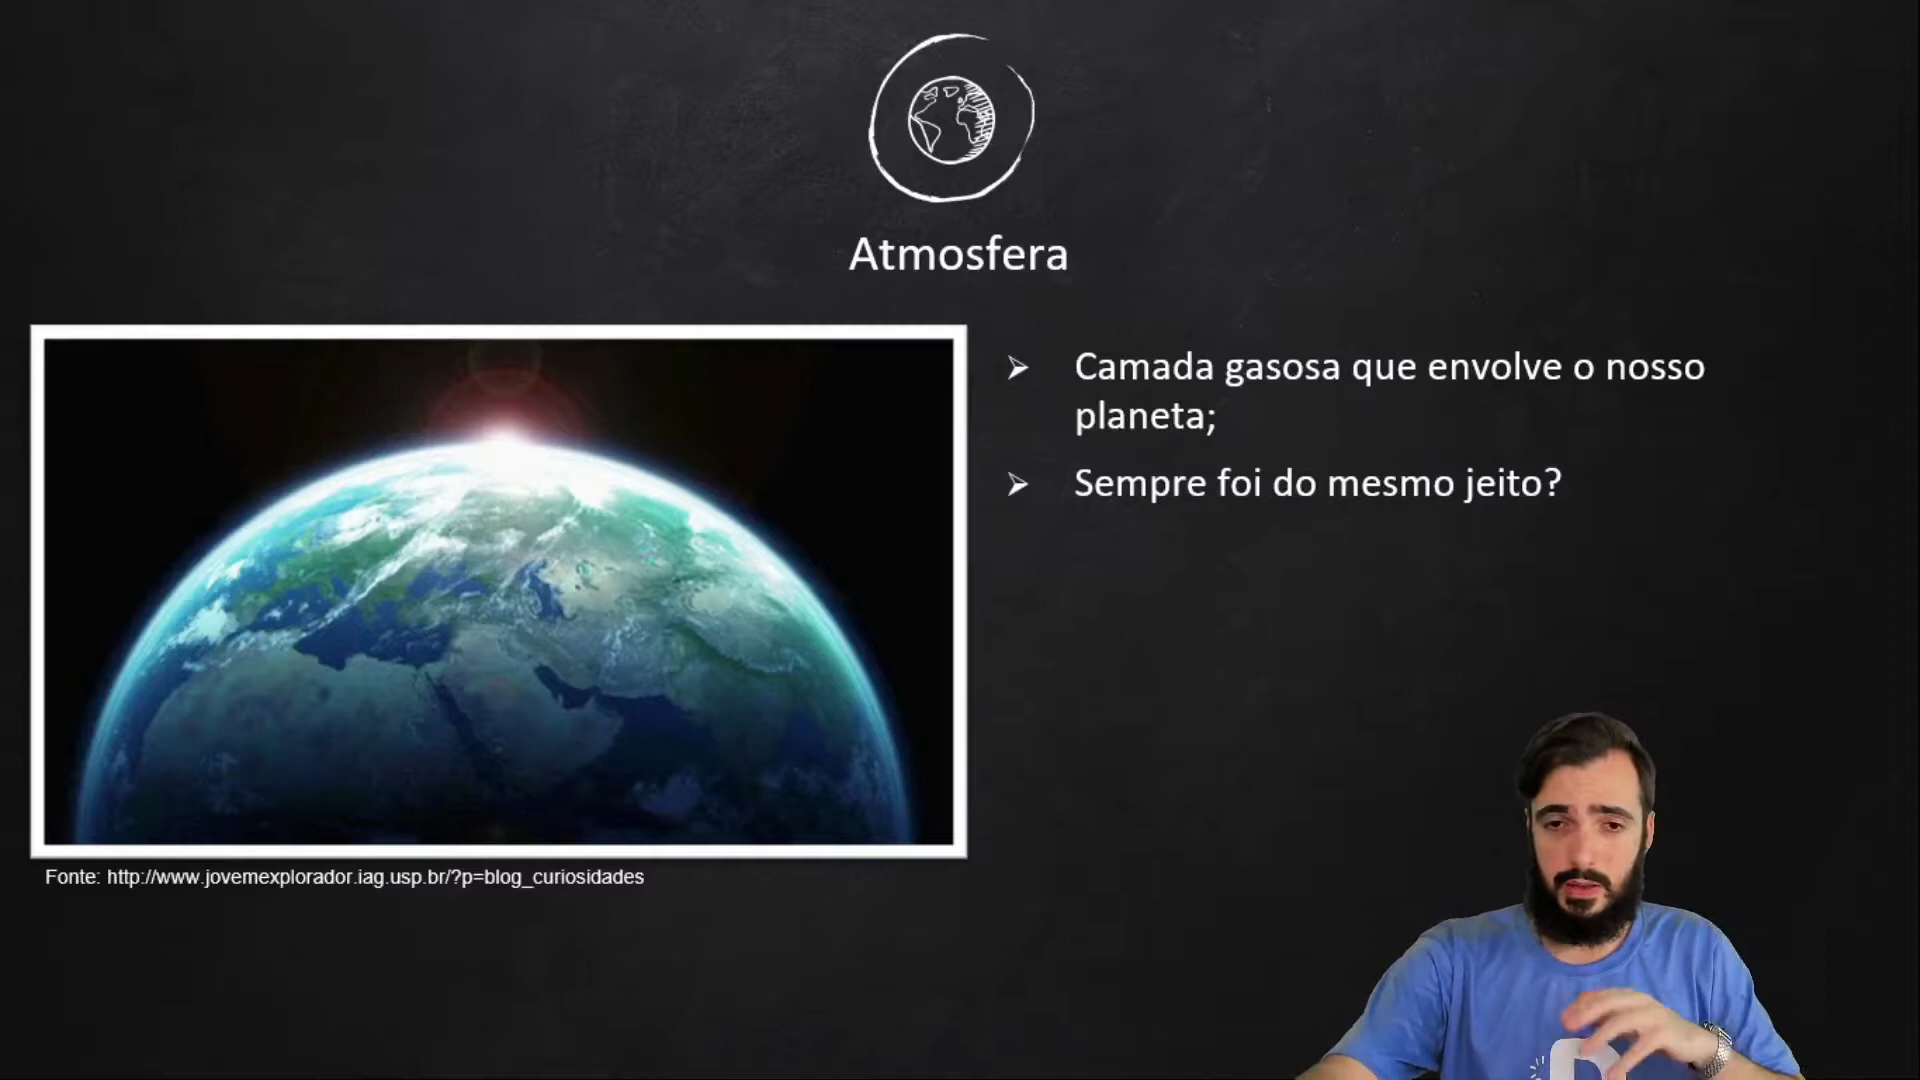 Atmosfera
➢ Camada gasosa que envolve o nosso
planeta;
➢ Sempre foi do mesmo jeito?
Fonte: http://www.jovemexplorador.iag.usp.br/?p=blog_curiosidades